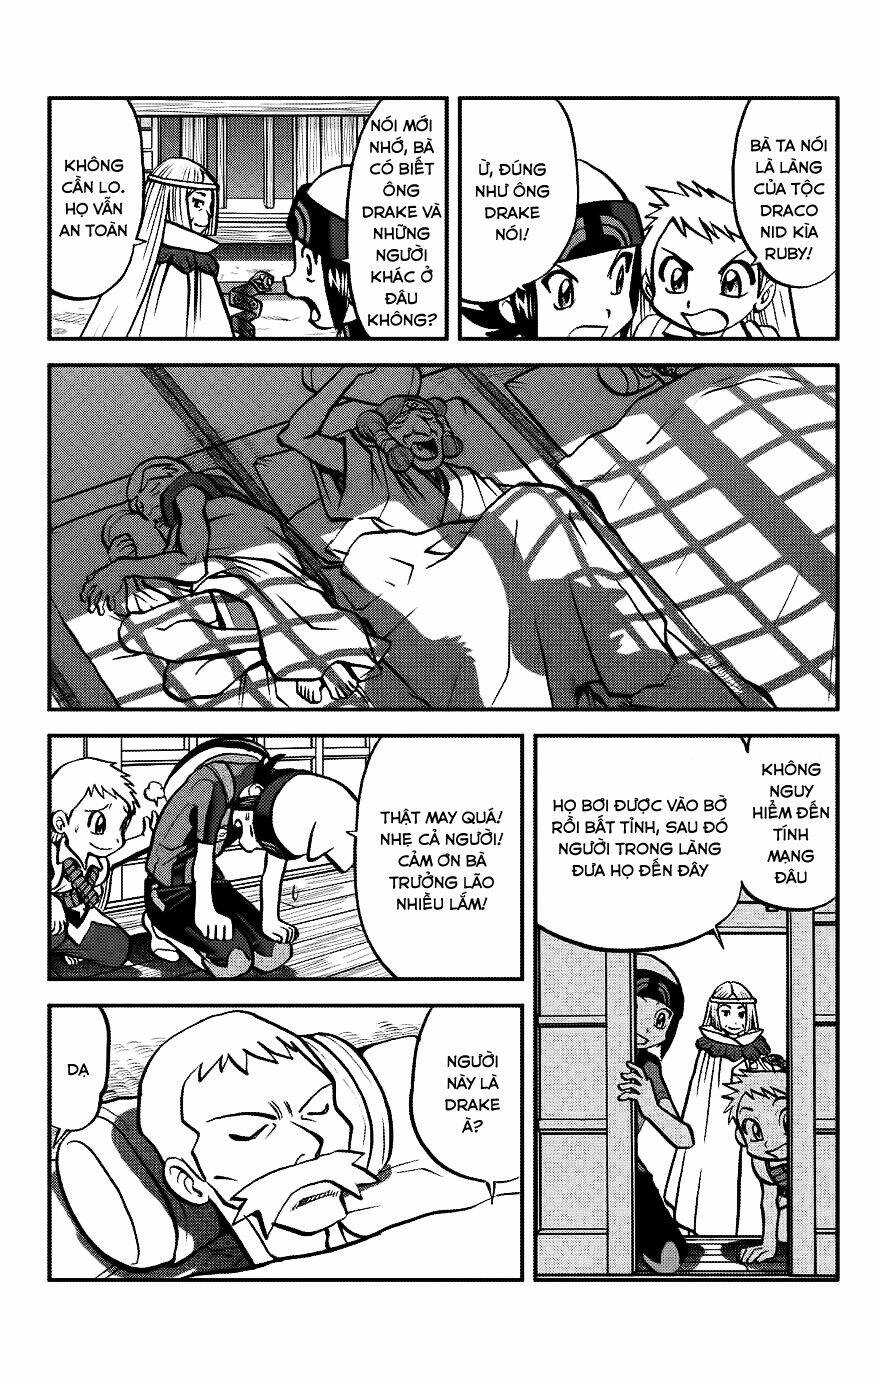 BÀ TA NÓI
LÀ LÀNG
CỦA TỘC
DRACO
NID KÌA
RUBY!
Ừ, ĐÚNG
NHƯ ÔNG
DRAKE
NÓI!
NÓI MỚI
NHỚ, BÀ
CÓ BIẾT
ÔNG
DRAKE VÀ
NHỮNG
NGƯỜI
KHÁC Ở
ĐÂU
KHÔNG?
KHÔNG
CẦN LO.
HỌ VẪN
AN TOÀN
KHÔNG
NGUY
HIỂM ĐẾN
TÍNH
MẠNG
ĐÂU
HỌ BƠI ĐƯỢC VÀO BỜ
RỒI BẤT TỈNH, SAU ĐÓ
NGƯỜI TRONG LÀNG
ĐƯA HỌ ĐẾN ĐÂY
THẬT MAY QUÁ!
NHẸ CẢ NGƯỜI!
CẢM ƠN BÀ
TRƯỞNG LÃO
NHIỀU LẮM!
NGƯỜI
NÀY LÀ
DRAKE
À?
DẠ